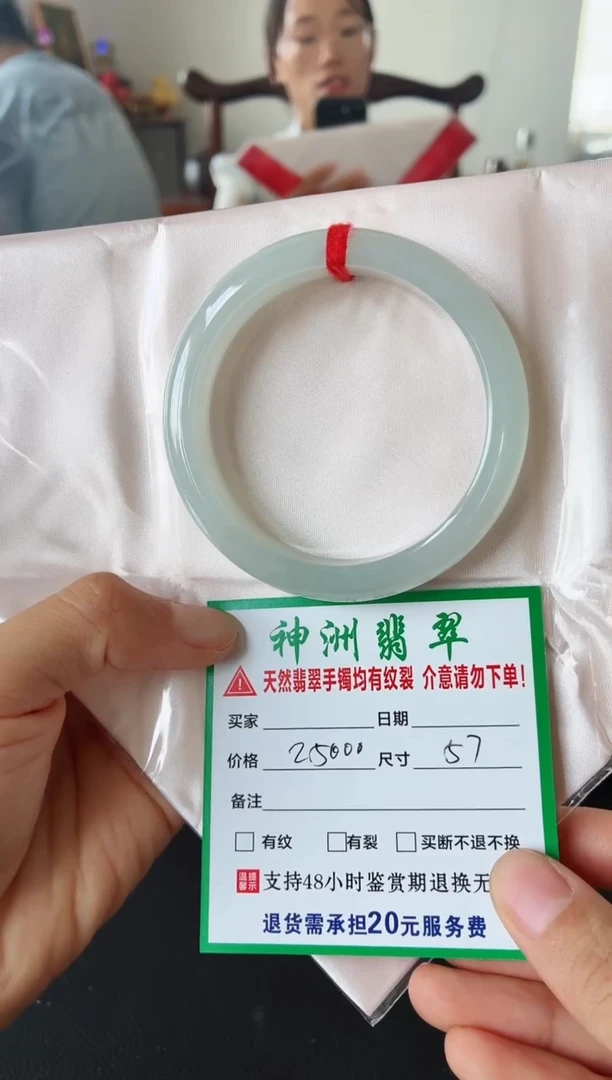 神洲翡翠
天然翡翠手镯均有纹裂 介意请勿下单!
买家 日期
价格 25000 尺寸 57
备注
有纹 有裂 买断不退不换
温馨提示 支持48小时鉴赏期退换无
退货需承担20元服务费